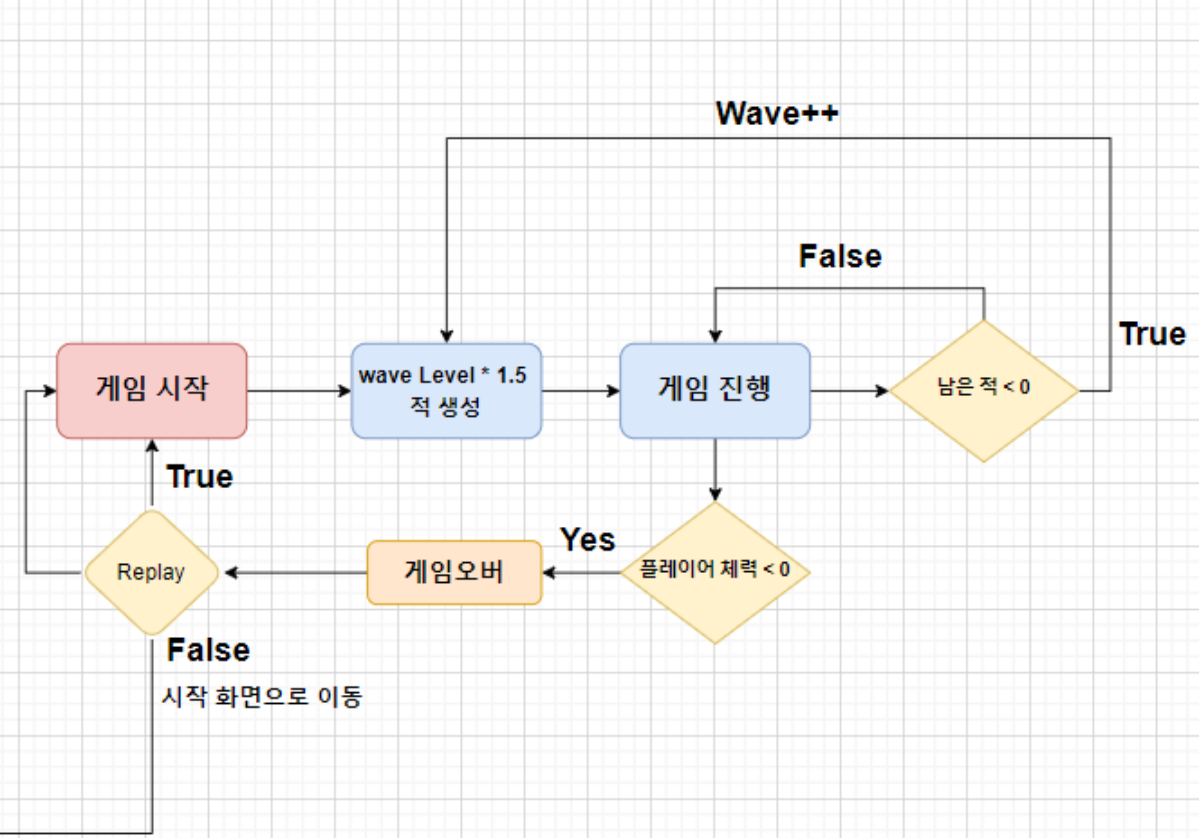 Wave++
False
True
게임 시작
wave Level * 1.5
적 생성
게임 진행
남은 적 < 0
True
Yes
Replay
게임오버
플레이어 체력 < 0
False
시작 화면으로 이동